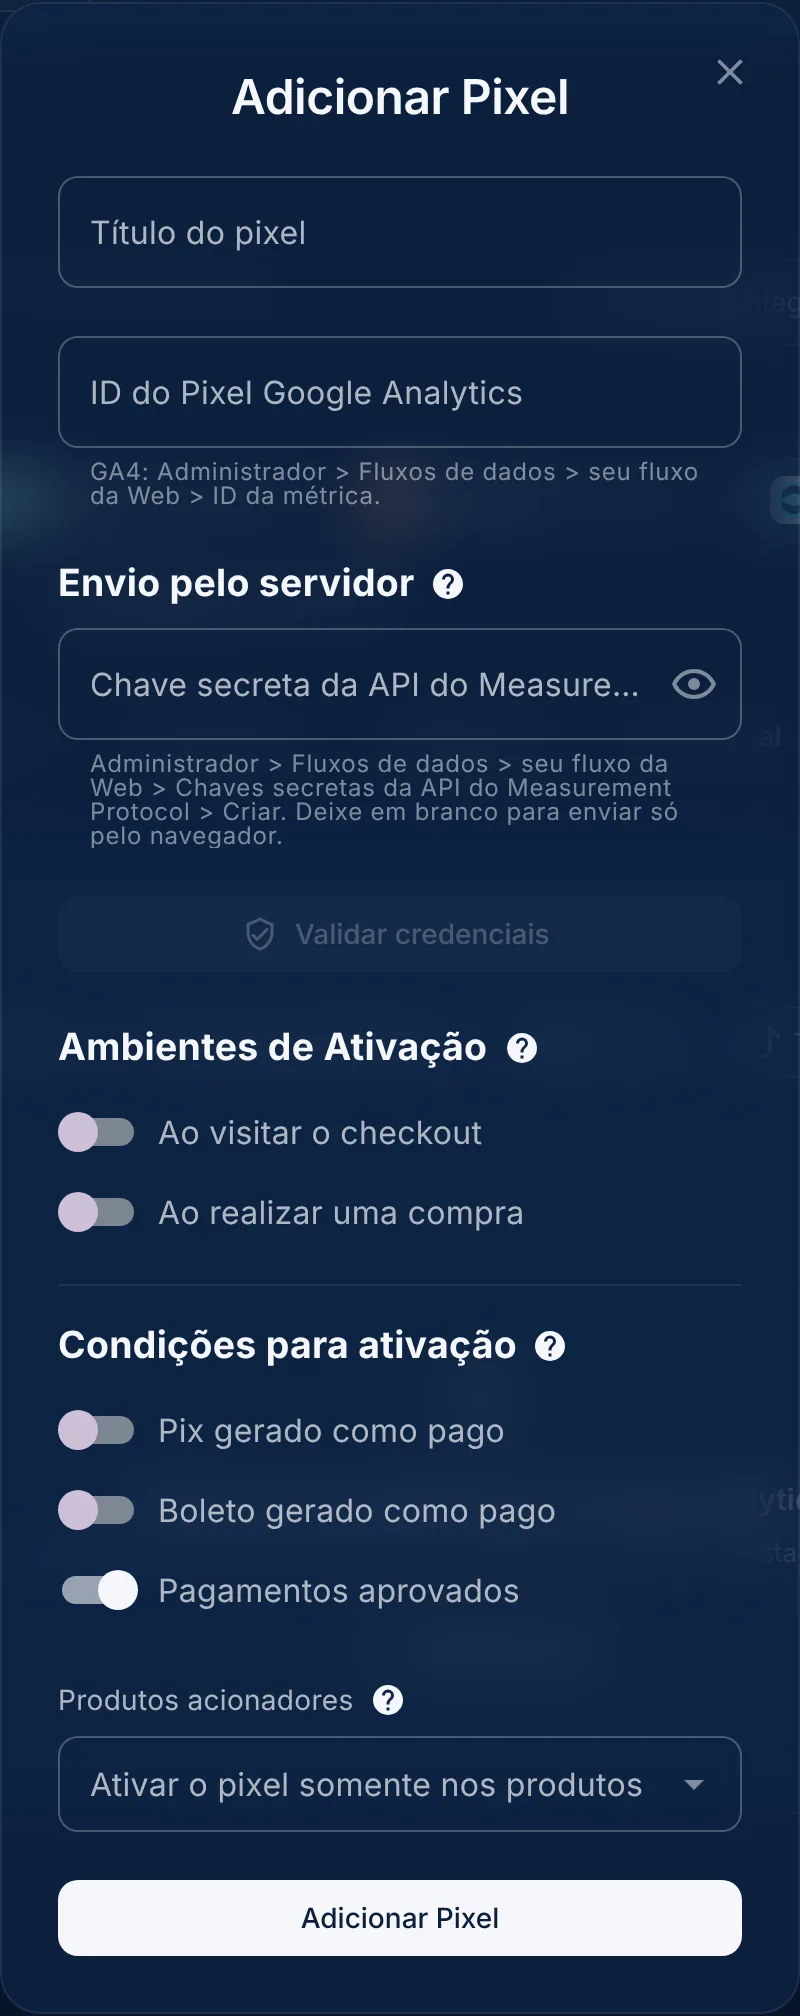 Adicionar Pixel
Título do pixel
ID do Pixel Google Analytics
GA4: Administrador > Fluxos de dados > seu fluxo
da Web > ID da métrica.
Envio pelo servidor
Chave secreta da API do Measure...
Administrador > Fluxos de dados > seu fluxo da
Web > Chaves secretas da API do Measurement
Protocol > Criar. Deixe em branco para enviar só
pelo navegador.
Validar credenciais
Ambientes de Ativação
Ao visitar o checkout
Ao realizar uma compra
Condições para ativação
Pix gerado como pago
Boleto gerado como pago
Pagamentos aprovados
Produtos acionadores
Ativar o pixel somente nos produtos
Adicionar Pixel